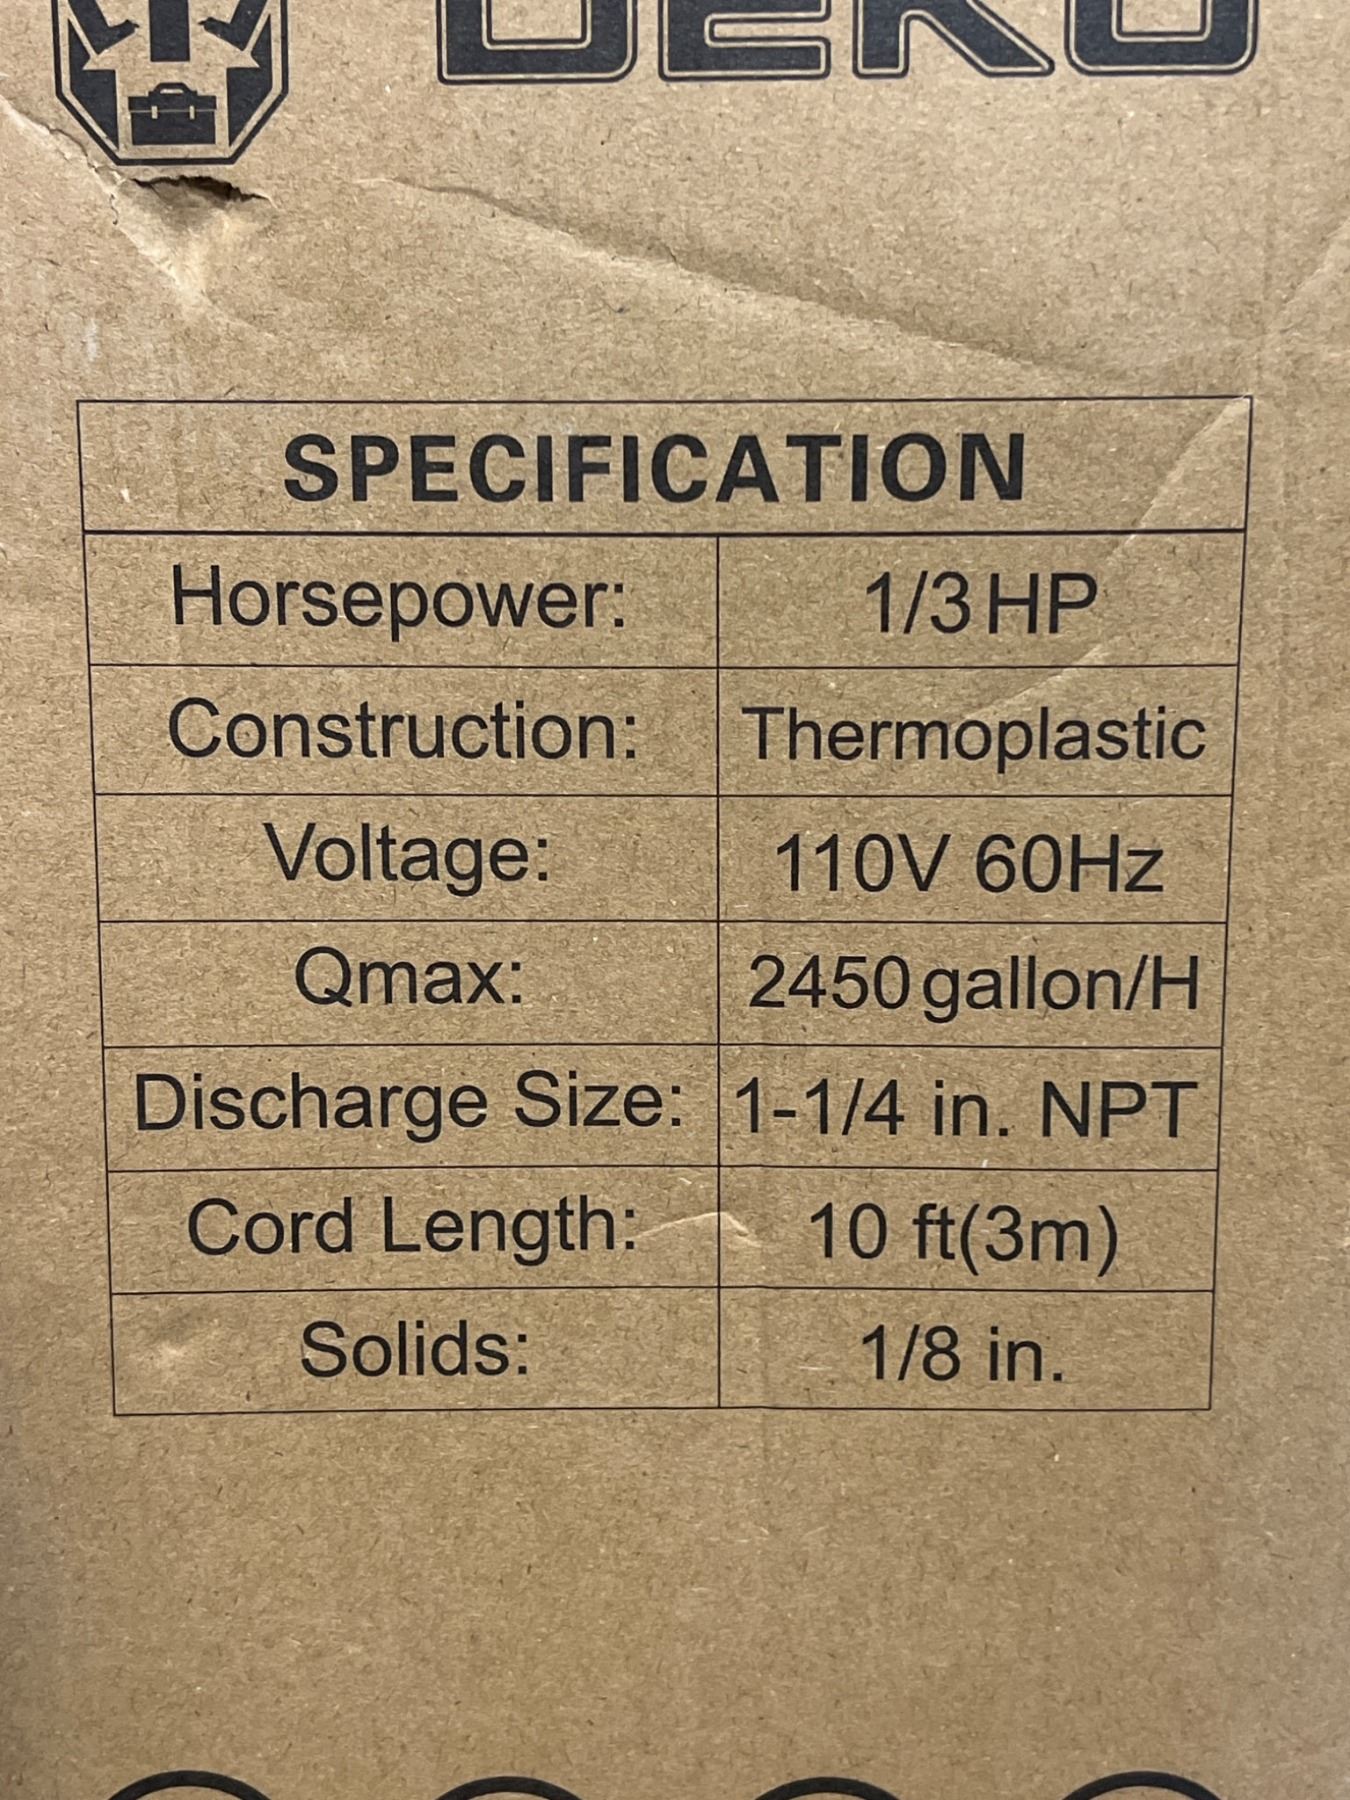 DEKO
SPECIFICATION
Horsepower: 1/3 HP
Construction: Thermoplastic
Voltage: 110V 60Hz
Qmax: 2450 gallon/H
Discharge Size: 1-1/4 in. NPT
Cord Length: 10 ft(3m)
Solids: 1/8 in.